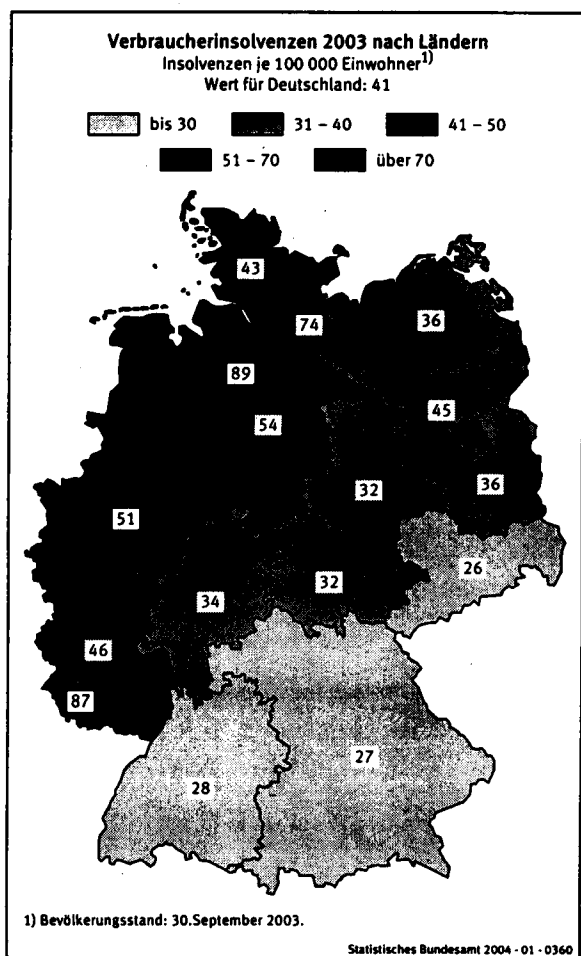 Verbraucherinsolvenzen 2003 nach Ländern
Insolvenzen je 100 000 Einwohner1)
Wert für Deutschland: 41
bis 30 31 – 40 41 – 50
51 – 70 über 70
43
74 36
89
45
54
32 36
51
26
32
34
46
87
27
28
1) Bevölkerungsstand: 30.September 2003.
Statistisches Bundesamt 2004 - 01 - 0360